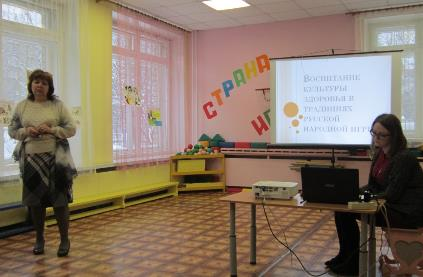 СТРАНА
ИГ
ВОСПИТАНИЕ
КУЛЬТУРЫ
ЗДОРОВЬЯ В
ТРАДИЦИЯХ
РУССКОЙ
НАРОДНОЙ ИГРЫ